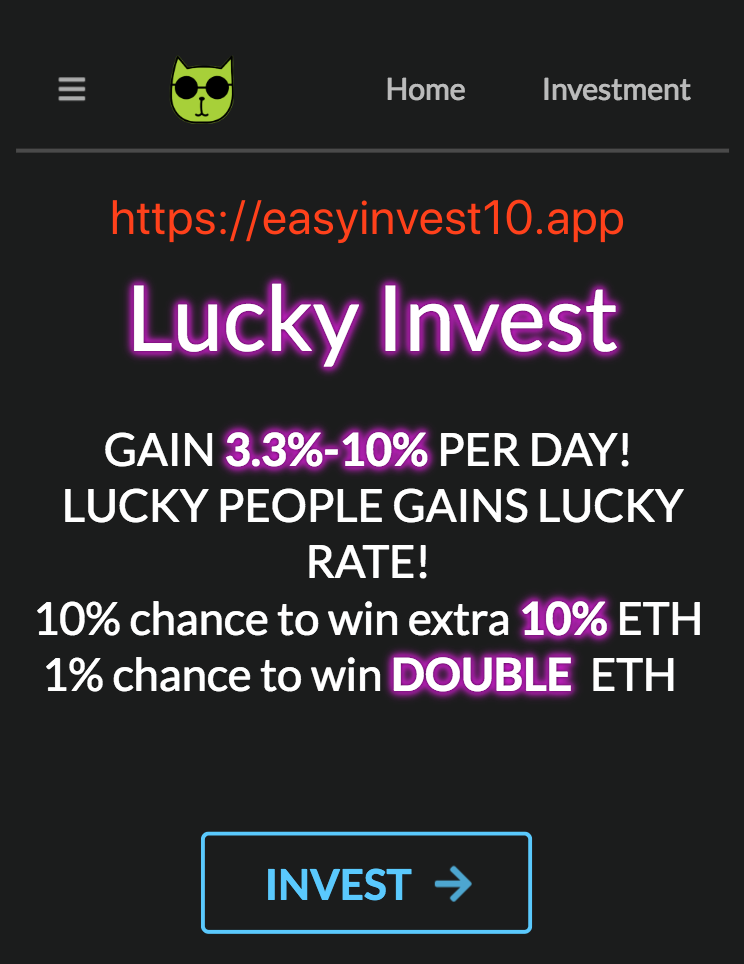 Home Investment
https://easyinvest10.app
Lucky Invest
GAIN 3.3%-10% PER DAY!
LUCKY PEOPLE GAINS LUCKY
RATE!
10% chance to win extra 10% ETH
1% chance to win DOUBLE ETH
INVEST